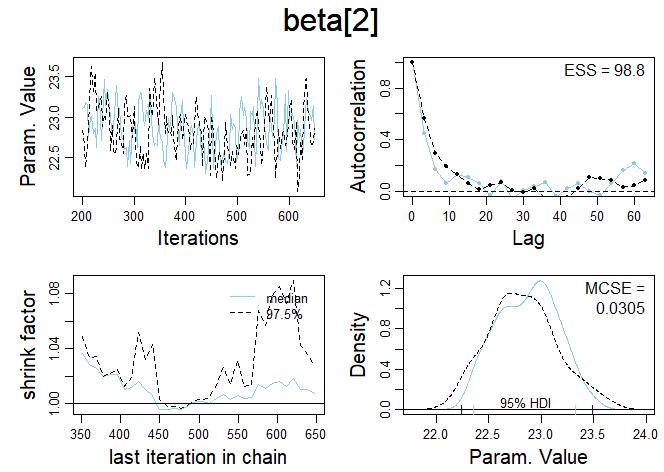 beta[2]
Param. Value
22.5 23.0 23.5
200 300 400 500 600
Iterations
Autocorrelation
0.0 0.4 0.8
ESS = 98.8
0 10 20 30 40 50 60
Lag
shrink factor
1.00 1.04 1.08
median
97.5%
350 400 450 500 550 600 650
last iteration in chain
Density
0.0 0.4 0.8 1.2
MCSE =
0.0305
95% HDI
22.0 22.5 23.0 23.5 24.0
Param. Value